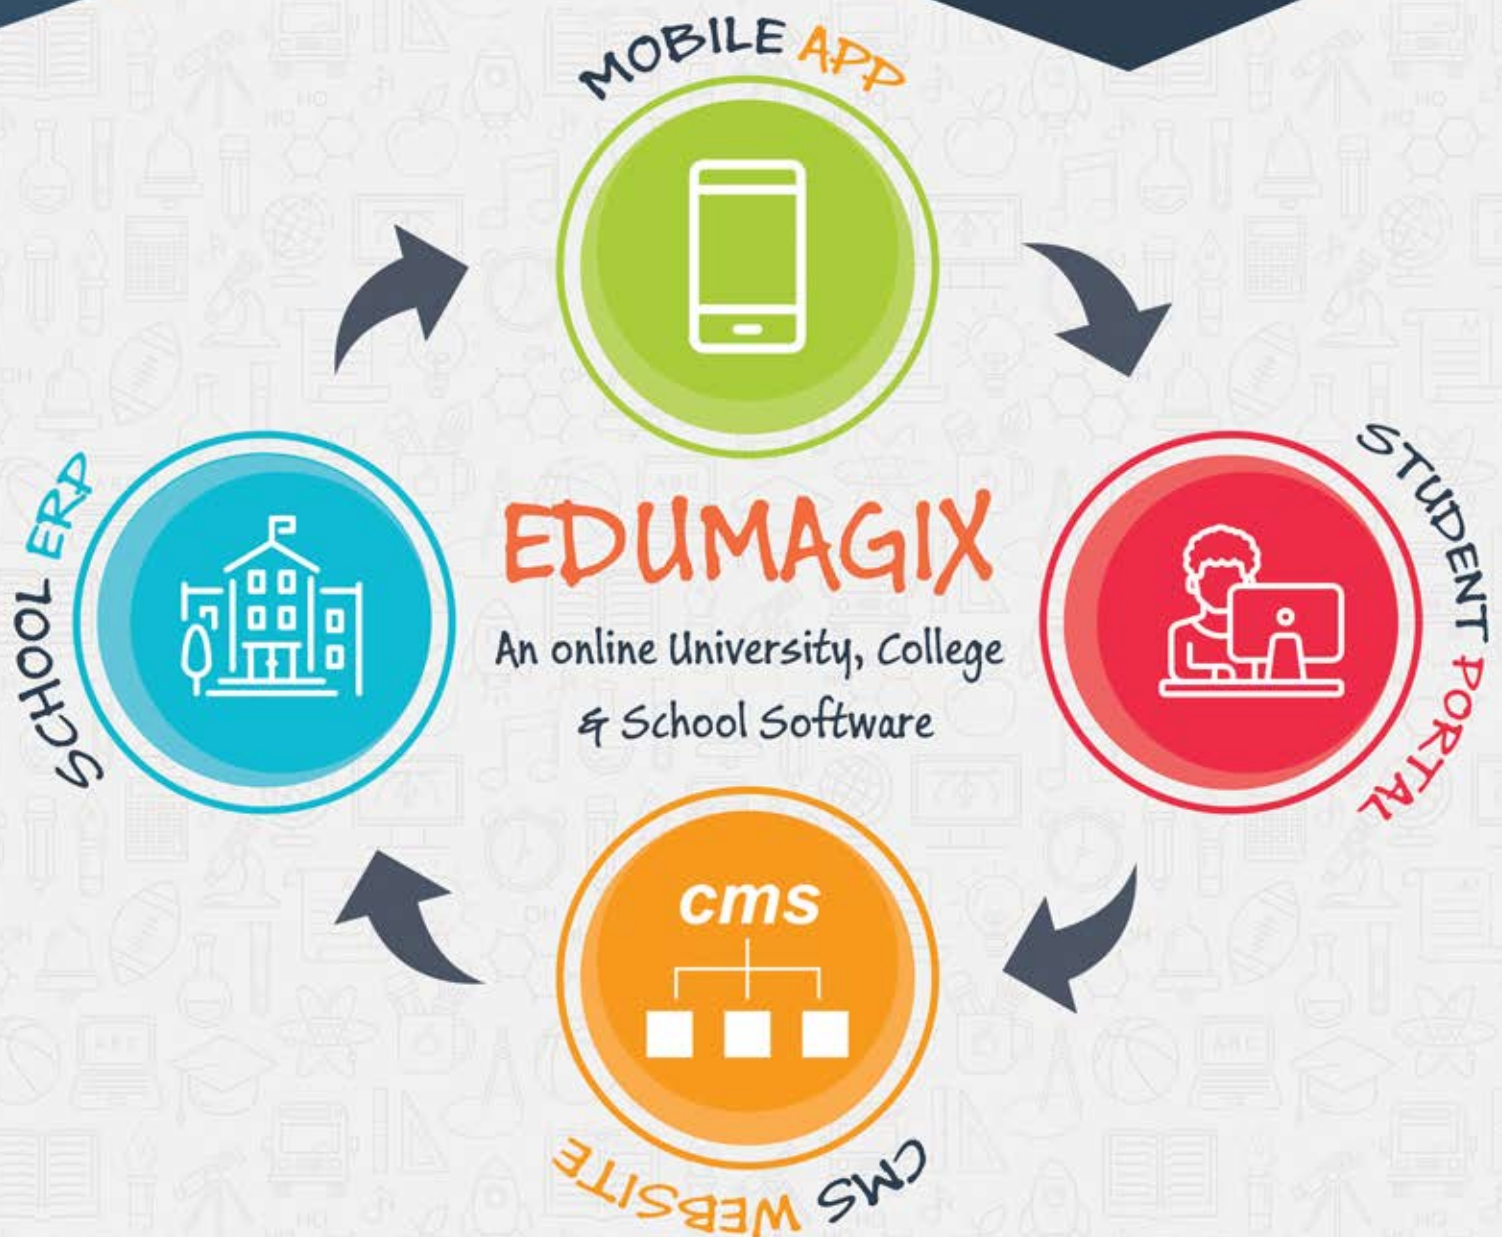 MOBILE APP
SCHOOL ERP
EDUMAGIX
An online University, College
& School Software
STUDENT PORTAL
cms
CMS WEBSITE